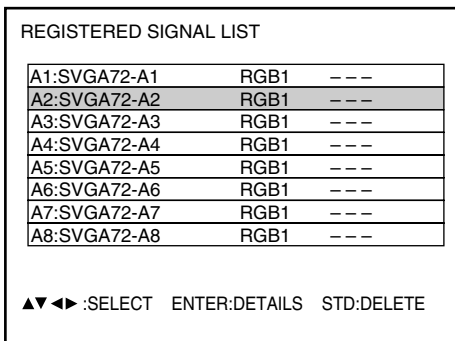 REGISTERED SIGNAL LIST
A1:SVGA72-A1 RGB1 – – –
A2:SVGA72-A2 RGB1 – – –
A3:SVGA72-A3 RGB1 – – –
A4:SVGA72-A4 RGB1 – – –
A5:SVGA72-A5 RGB1 – – –
A6:SVGA72-A6 RGB1 – – –
A7:SVGA72-A7 RGB1 – – –
A8:SVGA72-A8 RGB1 – – –
▲▼◀▶ :SELECT ENTER:DETAILS STD:DELETE